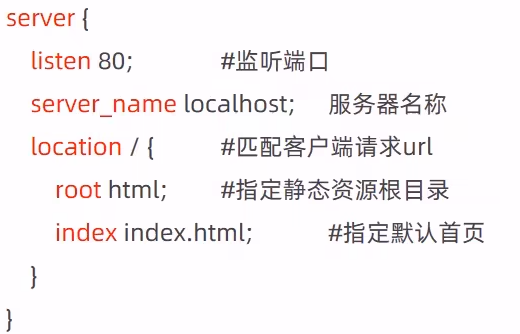 server {
listen 80; #监听端口
server_name localhost; 服务器名称
location / { #匹配客户端请求url
root html; #指定静态资源根目录
index index.html; #指定默认首页
}
}